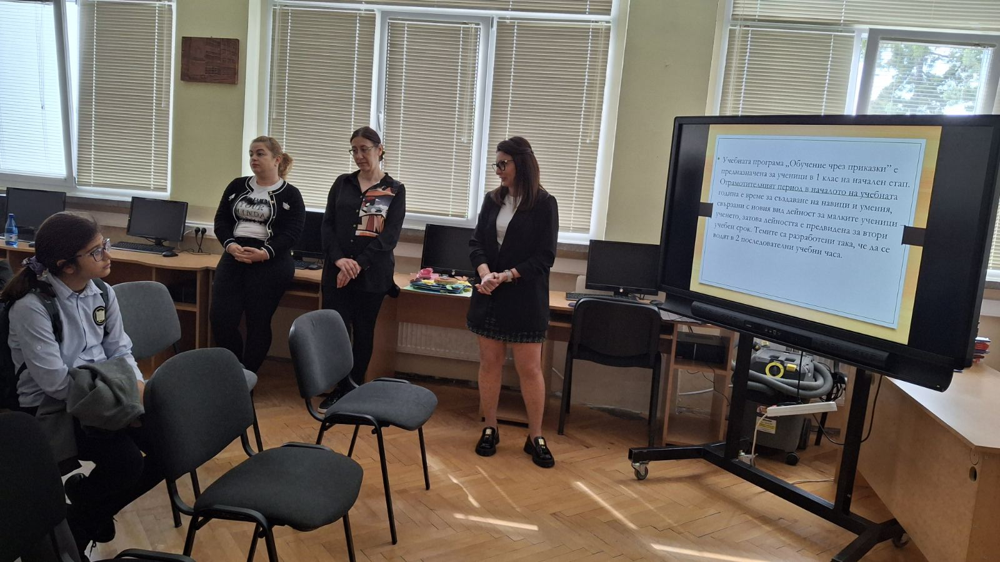 • Учебната програма „Обучение чрез приказки” е
предназначена за ученици в 1 клас на начален етап.
Ограмотителният период в началото на учебната
година е време за създаване на навици и умения,
свързани с новия вид дейност за малките ученици –
ученето, затова дейността е предвидена за втори
учебен срок. Темите са разработени така, че да се
водят в 2 последователни учебни часа.
YOUR